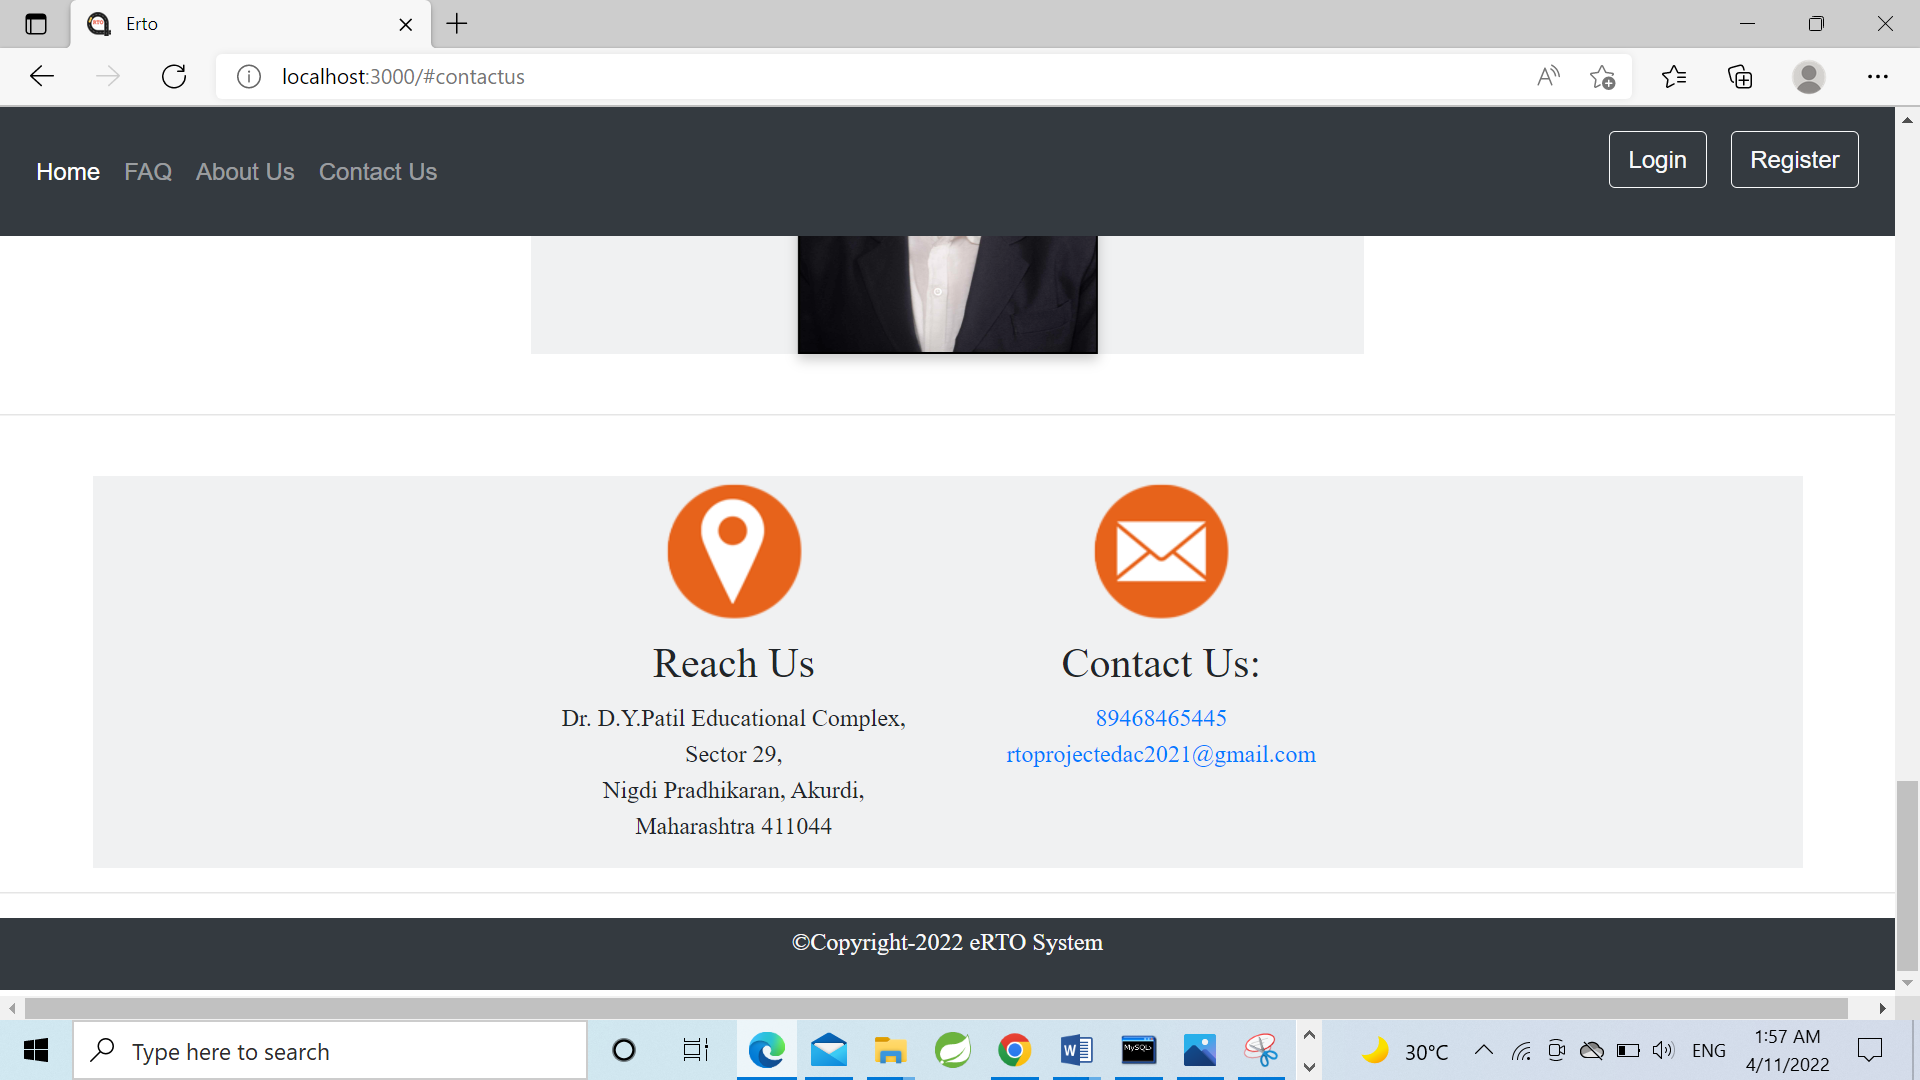 Erto
localhost:3000/#contactus
Home FAQ About Us Contact Us Login Register
Reach Us
Dr. D.Y.Patil Educational Complex,
Sector 29,
Nigdi Pradhikaran, Akurdi,
Maharashtra 411044
Contact Us:
89468465445
rtoprojectedac2021@gmail.com
©Copyright-2022 eRTO System
Type here to search
MySQL
30°C
ENG
1:57 AM
4/11/2022